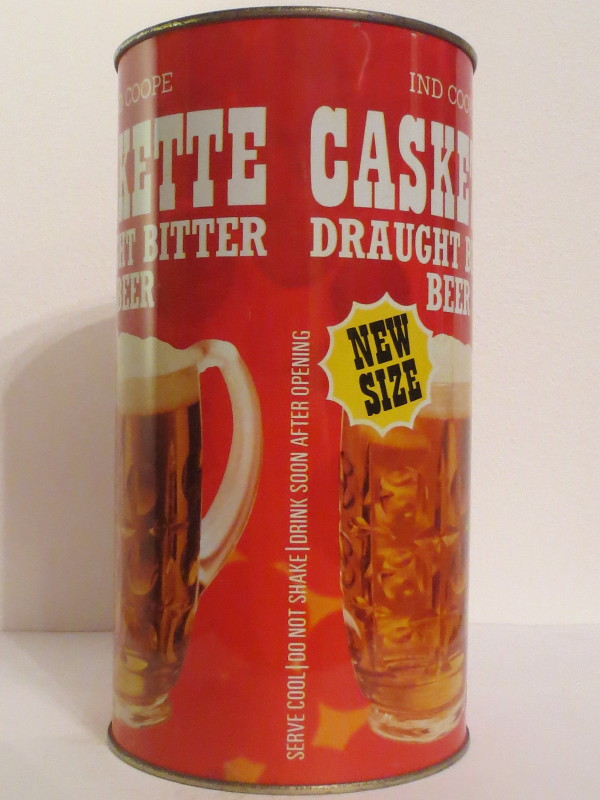 COOPE
KETTE
HT BITTER
BEER
IND COO
CASKE
DRAUGHT B
BEER
NEW
SIZE
SERVE COOL|DO NOT SHAKE|DRINK SOON AFTER OPENING